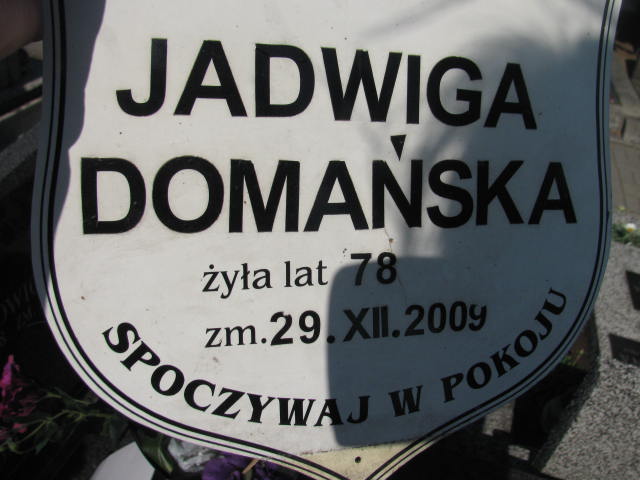 JADWIGA
DOMAŃSKA
żyła lat 78
zm. 29. XII. 2009
SPOCZYWAJ W POKOJU